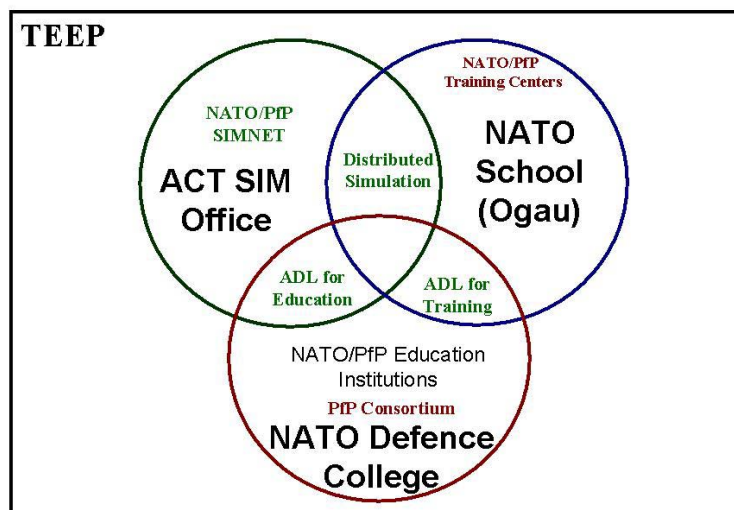 TEEP
NATO/PfP
Training Centers
NATO/PfP
SIMNET
NATO
School
(Ogau)
Distributed
Simulation
ACT SIM
Office
ADL for
Education
ADL for
Training
NATO/PfP Education
Institutions
PfP Consortium
NATO Defence
College